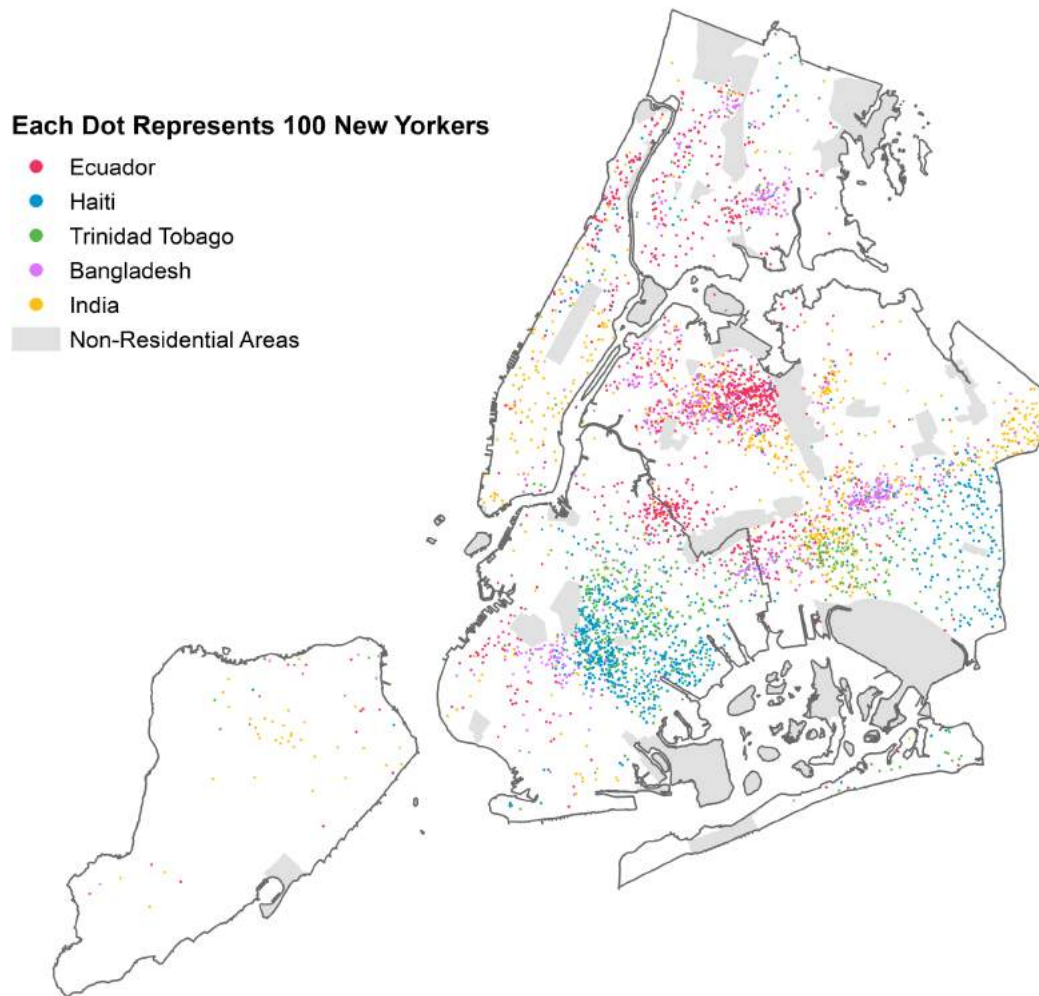 Each Dot Represents 100 New Yorkers
Ecuador
Haiti
Trinidad Tobago
Bangladesh
India
Non-Residential Areas